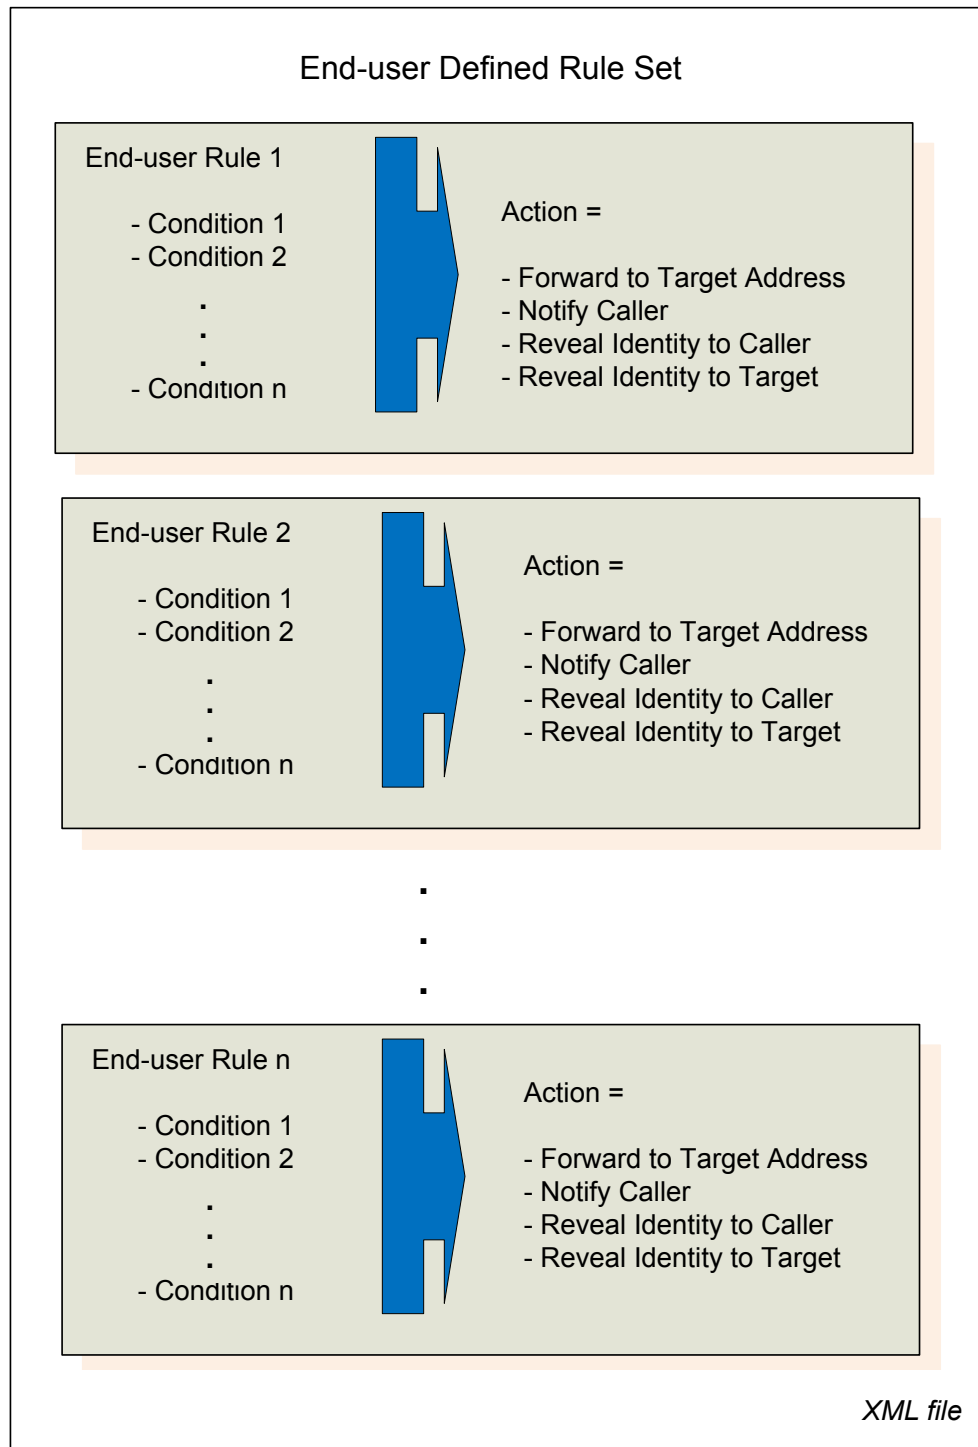 End-user Defined Rule Set
End-user Rule 1
- Condition 1
- Condition 2
.
.
.
- Condition n
Action =
- Forward to Target Address
- Notify Caller
- Reveal Identity to Caller
- Reveal Identity to Target
End-user Rule 2
- Condition 1
- Condition 2
.
.
.
- Condition n
Action =
- Forward to Target Address
- Notify Caller
- Reveal Identity to Caller
- Reveal Identity to Target
.
.
.
End-user Rule n
- Condition 1
- Condition 2
.
.
.
- Condition n
Action =
- Forward to Target Address
- Notify Caller
- Reveal Identity to Caller
- Reveal Identity to Target
XML file